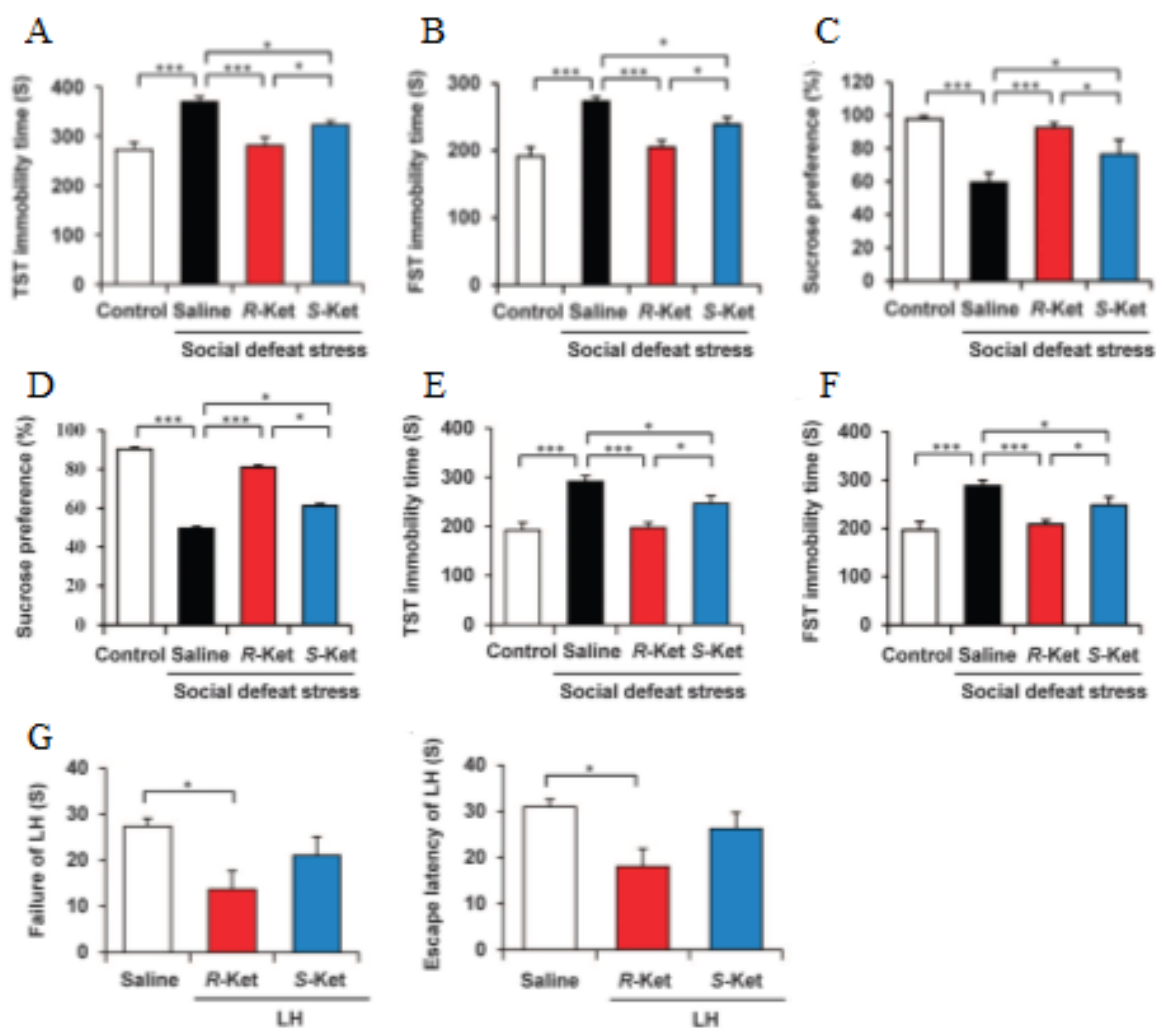 A
TST immobility time (S)
400
300
200
100
0
*
*** *** *
Control Saline R-Ket S-Ket
Social defeat stress
B
FST immobility time (S)
300
200
100
0
*
*** *** *
Control Saline R-Ket S-Ket
Social defeat stress
C
Sucrose preference (%)
120
100
80
60
40
20
0
*
*** *** *
Control Saline R-Ket S-Ket
Social defeat stress
D
Sucrose preference (%)
100
80
60
40
20
0
*
*** *** *
Control Saline R-Ket S-Ket
Social defeat stress
E
TST immobility time (S)
400
300
200
100
0
*
*** *** *
Control Saline R-Ket S-Ket
Social defeat stress
F
FST immobility time (S)
400
300
200
100
0
*
*** *** *
Control Saline R-Ket S-Ket
Social defeat stress
G
Failure of LH (S)
40
30
20
10
0
*
Saline R-Ket S-Ket
LH
Escape latency of LH (S)
40
30
20
10
0
*
Saline R-Ket S-Ket
LH